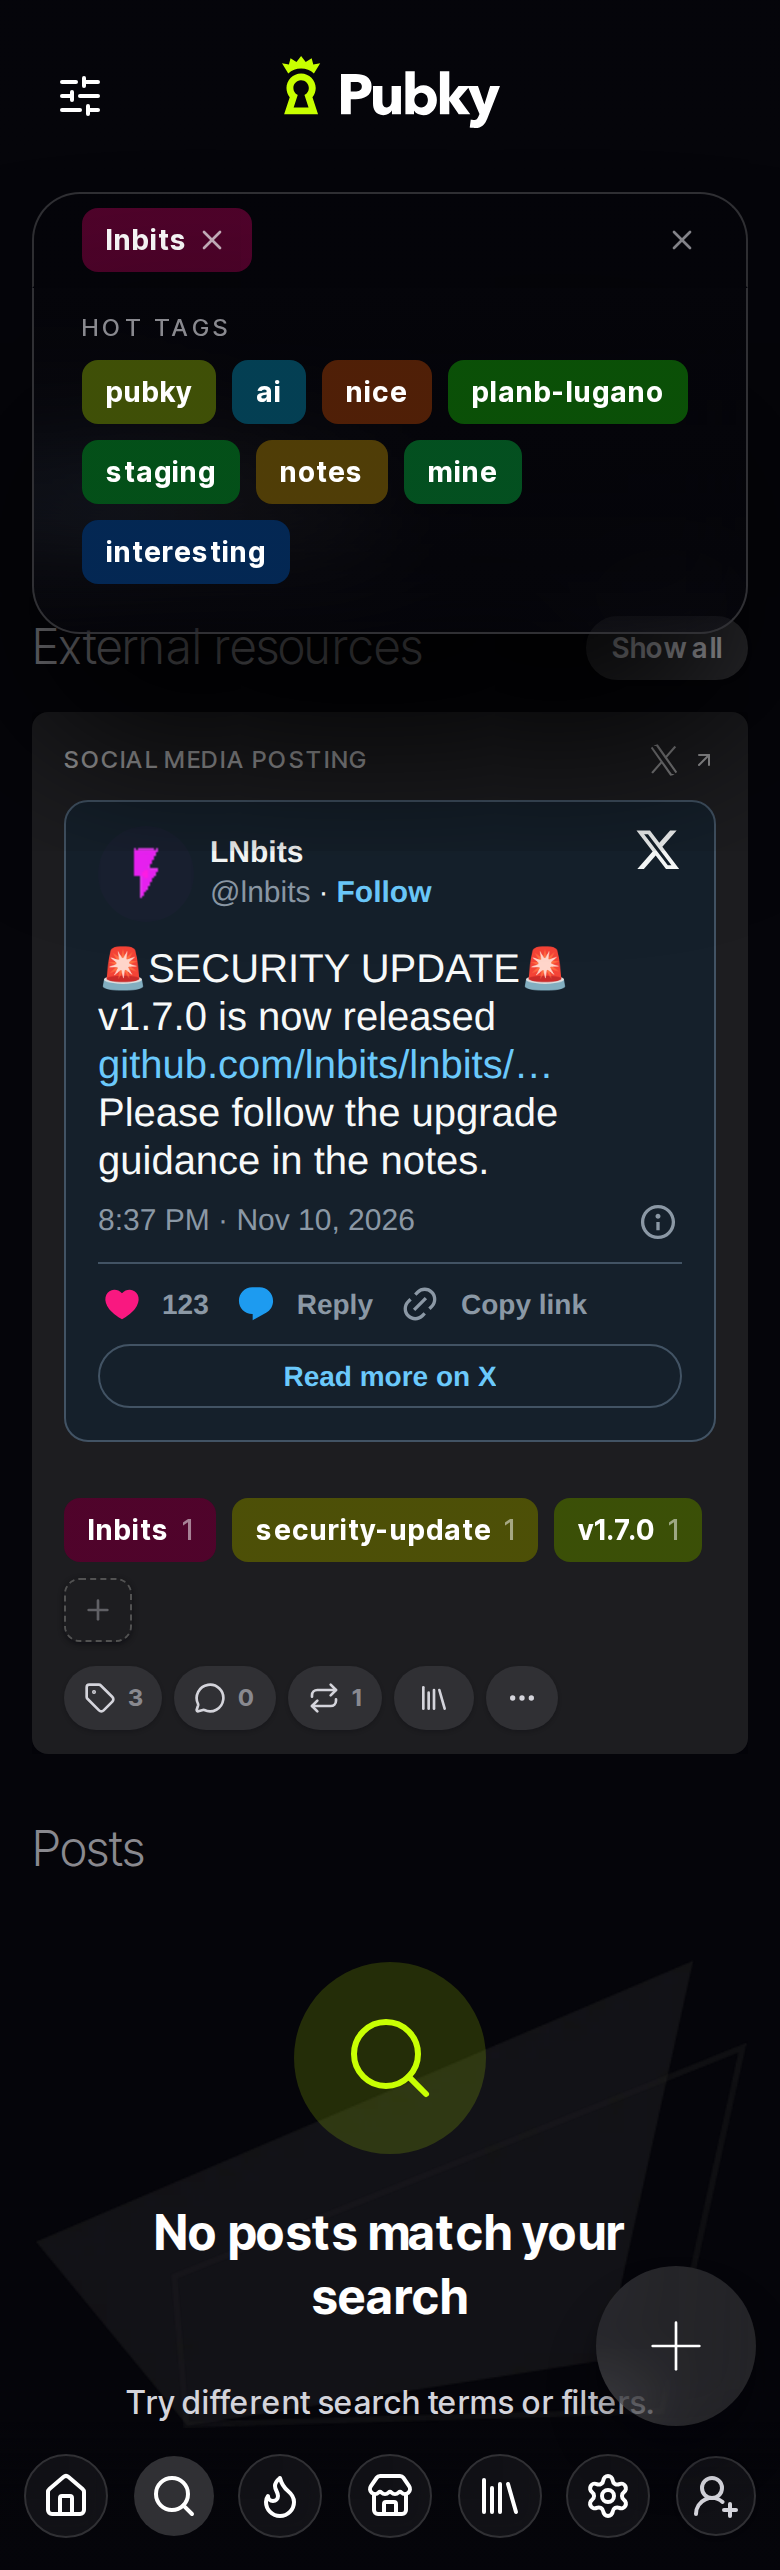 Pubky
lnbits
HOT TAGS
pubky ai nice planb-lugano
staging notes mine
interesting
External resources Show all
SOCIAL MEDIA POSTING
LNbits
@lnbits · Follow
🚨SECURITY UPDATE🚨
v1.7.0 is now released
github.com/lnbits/lnbits/…
Please follow the upgrade
guidance in the notes.
8:37 PM · Nov 10, 2026
123 Reply Copy link
Read more on X
lnbits 1 security-update 1 v1.7.0 1
3 0 1
Posts
No posts match your
search
Try different search terms or filters.